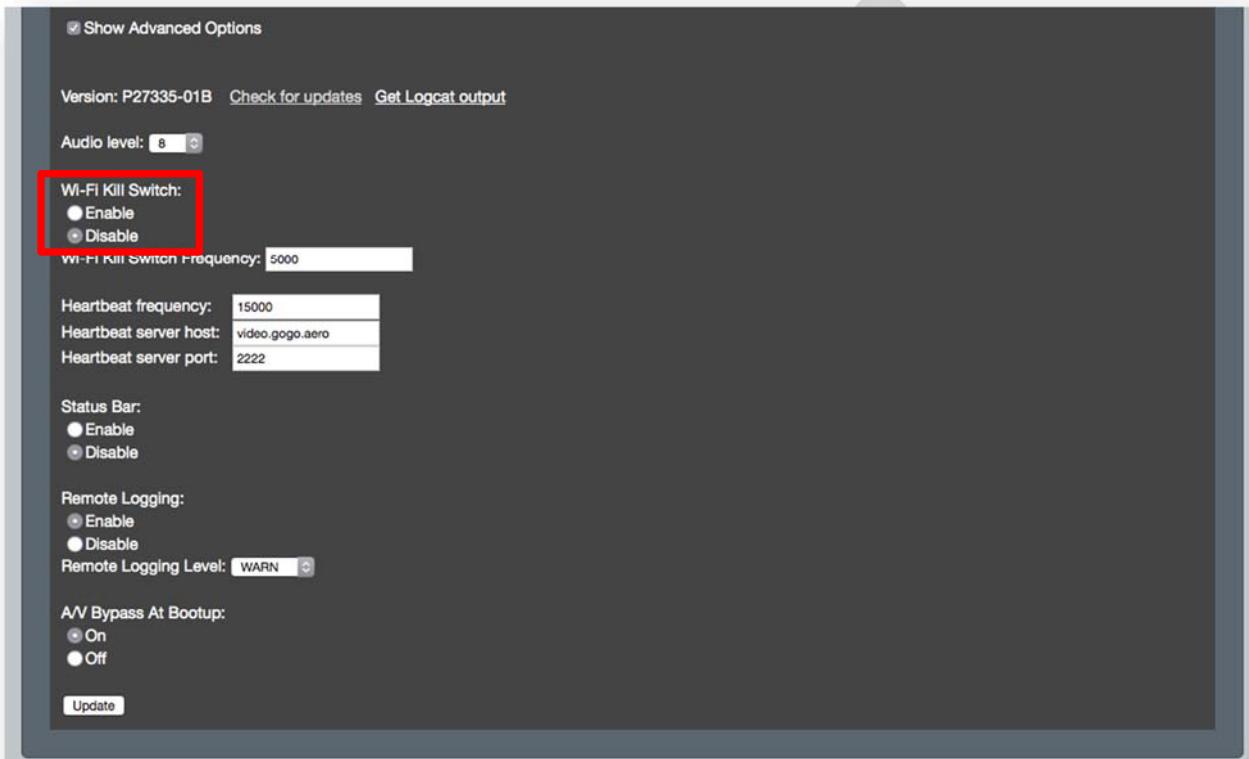 Show Advanced Options
Version: P27335-01B Check for updates Get Logcat output
Audio level: 8
Wi-Fi Kill Switch:
Enable
Disable
Wi-Fi Kill Switch Frequency: 5000
Heartbeat frequency: 15000
Heartbeat server host: video.gogo.aero
Heartbeat server port: 2222
Status Bar:
Enable
Disable
Remote Logging:
Enable
Disable
Remote Logging Level: WARN
A/V Bypass At Bootup:
On
Off
Update